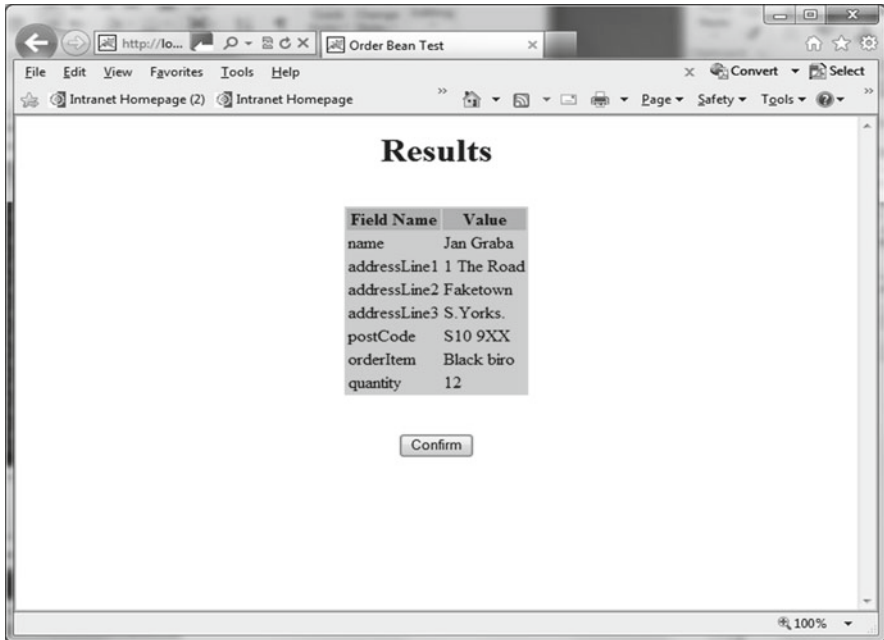 http://lo...
Order Bean Test
File Edit View Favorites Tools Help
Convert Select
Intranet Homepage (2) Intranet Homepage
Page Safety Tools
Results
Field Name Value
name Jan Graba
addressLine1 1 The Road
addressLine2 Faketown
addressLine3 S.Yorks.
postCode S10 9XX
orderItem Black biro
quantity 12
Confirm
100%